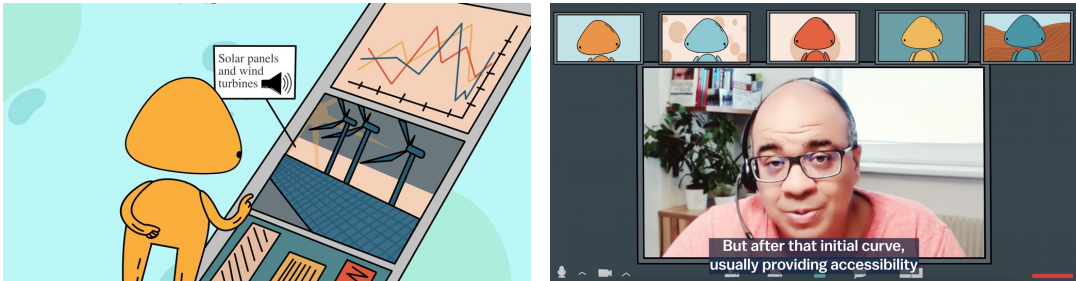 Solar panels
and wind
turbines
But after that initial curve,
usually providing accessibility